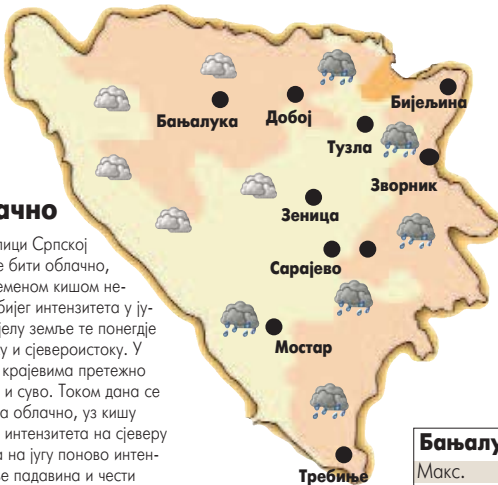 Бањалука
Добој
Бијељина
Тузла
Зворник
Зеница
Сарајево
Мостар
Требиње
ачно
лици Српској
е бити облачно,
еменом кишом не-
бијег интензитета у ју-
јелу земље те понегдје
у и сјевероистоку. У
крајевима претежно
и суво. Током дана се
а облачно, уз кишу
интензитета на сјеверу
а на југу поново интен-
е падавина и чести
Бањалу
Макс.